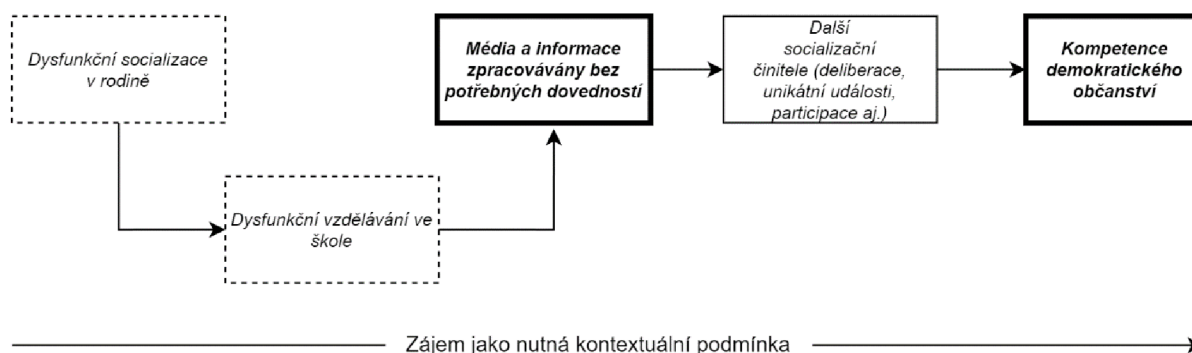 Dysfunkční socializace
v rodině
Média a informace
zpracovávány bez
potřebných dovedností
Další
socializační
činitele (deliberace,
unikátní události,
participace aj.)
Kompetence
demokratického
občanství
Dysfunkční vzdělávání ve
škole
Zájem jako nutná kontextuální podmínka